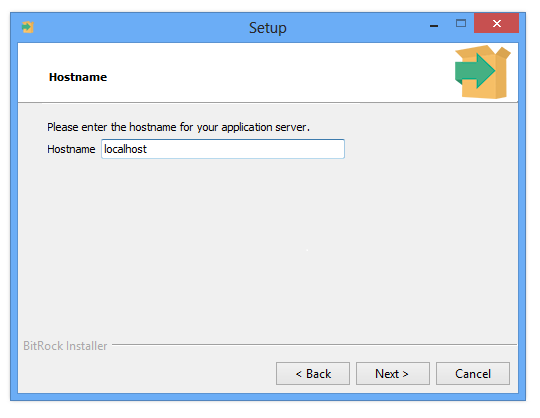 Setup
Hostname
Please enter the hostname for your application server.
Hostname localhost
BitRock Installer
< Back Next > Cancel